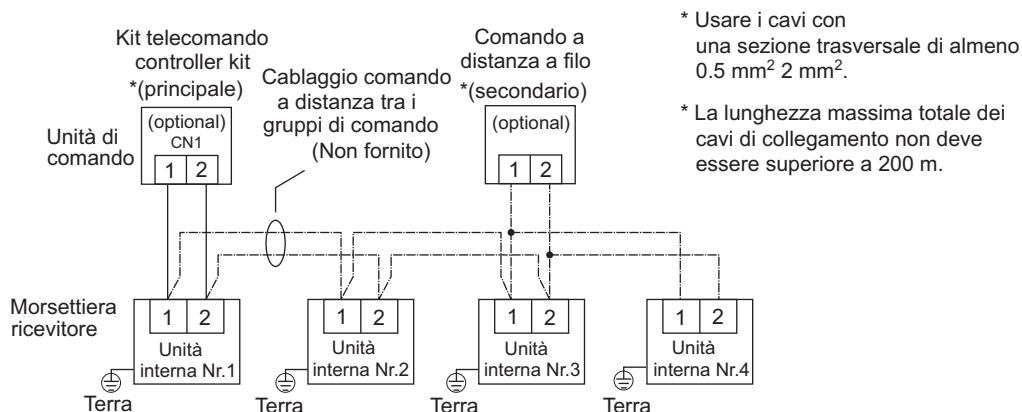 Kit telecomando
controller kit
*(principale)
Cablaggio comando
a distanza tra i
gruppi di comando
(Non fornito)
Comando a
distanza a filo
*(secondario)
* Usare i cavi con
una sezione trasversale di almeno
0.5 mm² 2 mm².
* La lunghezza massima totale dei
cavi di collegamento non deve
essere superiore a 200 m.
Unità di
comando
(optional)
CN1
1 2
(optional)
1 2
Morsettiera
ricevitore
1 2
Unità
interna Nr.1
Terra
1 2
Unità
interna Nr.2
Terra
1 2
Unità
interna Nr.3
Terra
1 2
Unità
interna Nr.4
Terra